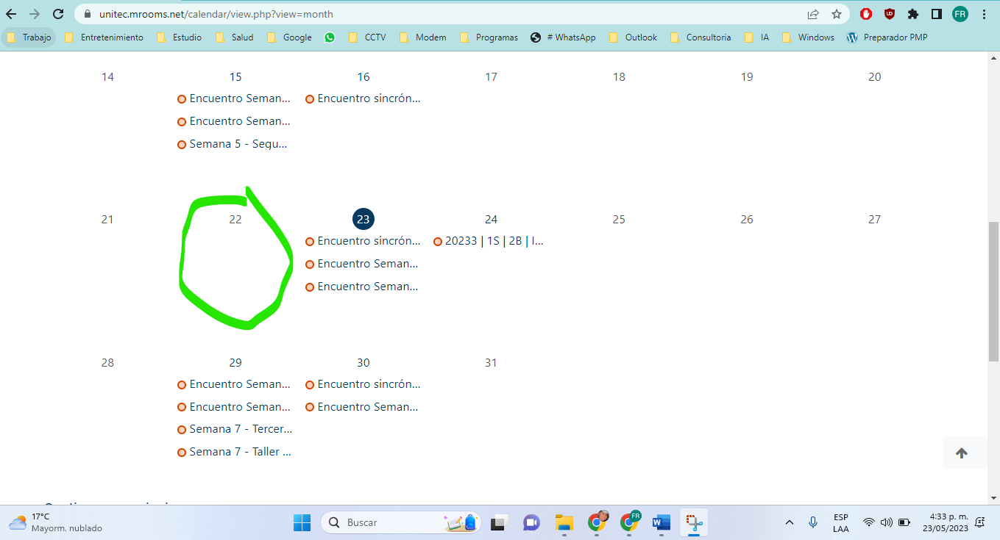 unitec.mrooms.net/calendar/view.php?view=month
FR
Trabajo Entretenimiento Estudio Salud Google CCTV Modem Programas # WhatsApp Outlook Consultoria IA Windows Preparador PMP
14 15 16 17 18 19 20
Encuentro Seman... Encuentro sincrón...
Encuentro Seman...
Semana 5 - Segu...
21 22 23 24 25 26 27
Encuentro sincrón... 20233 | 1S | 2B | I...
Encuentro Seman...
Encuentro Seman...
28 29 30 31
Encuentro Seman... Encuentro sincrón...
Encuentro Seman... Encuentro Seman...
Semana 7 - Tercer...
Semana 7 - Taller ...
17°C
Mayorm. nublado
Buscar
FR
ESP
LAA
4:33 p. m.
23/05/2023